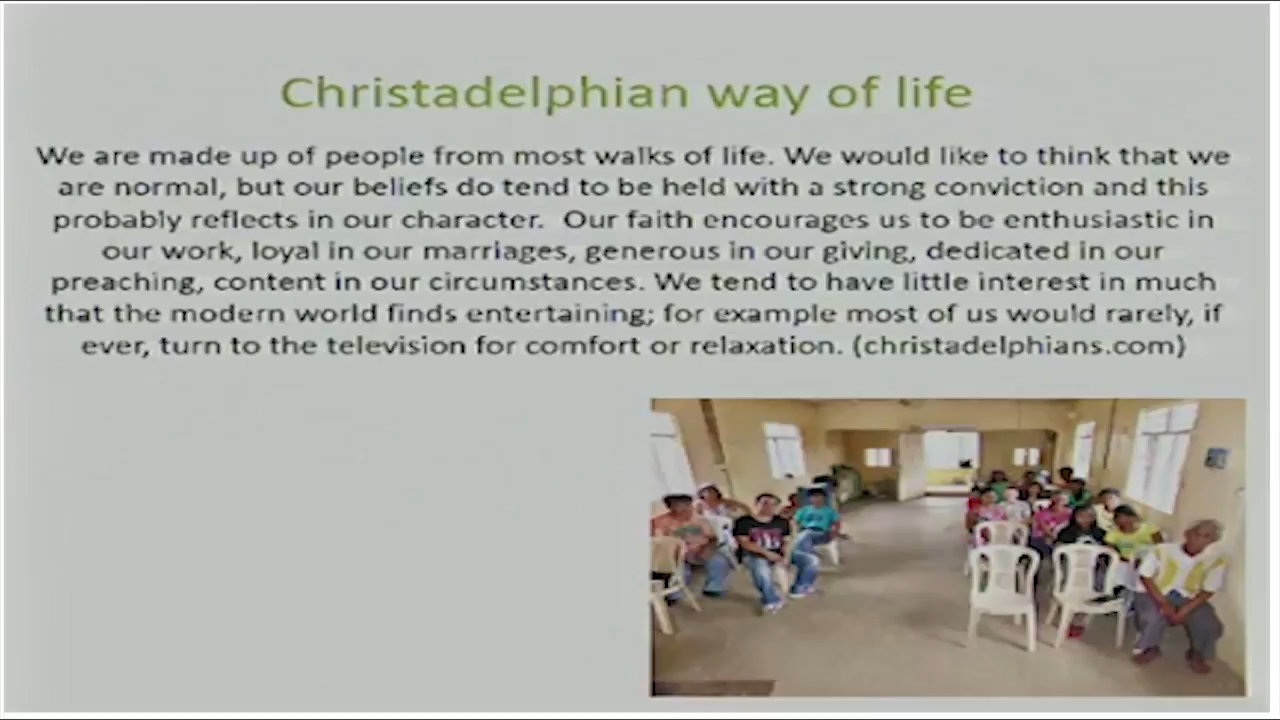 Christadelphian way of life
We are made up of people from most walks of life. We would like to think that we
are normal, but our beliefs do tend to be held with a strong conviction and this
probably reflects in our character.  Our faith encourages us to be enthusiastic in
our work, loyal in our marriages, generous in our giving, dedicated in our
preaching, content in our circumstances. We tend to have little interest in much
that the modern world finds entertaining; for example most of us would rarely, if
ever, turn to the television for comfort or relaxation. (christadelphians.com)